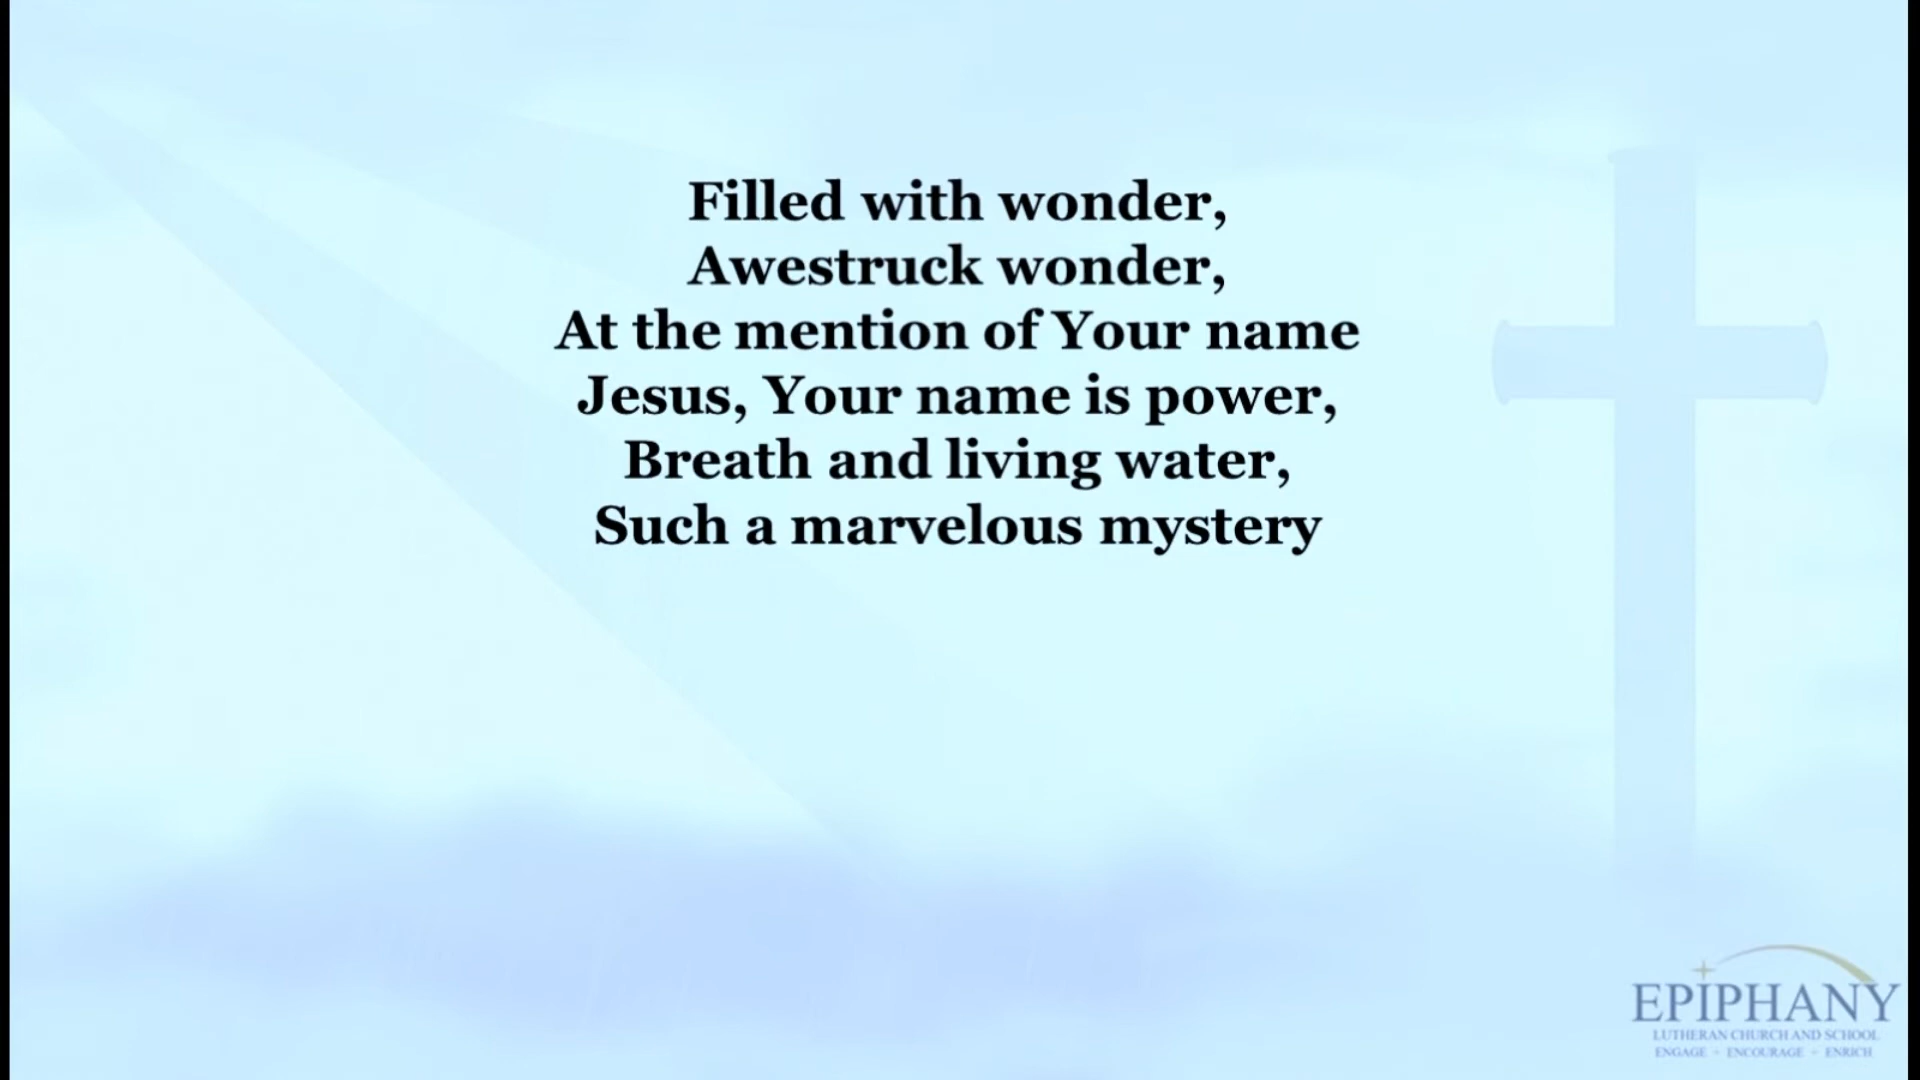 Filled with wonder,
Awestruck wonder,
At the mention of Your name
Jesus, Your name is power,
Breath and living water,
Such a marvelous mystery
EPIPHANY
LUTHERAN CHURCH AND SCHOOL
ENGAGE - ENCOURAGE - ENRICH